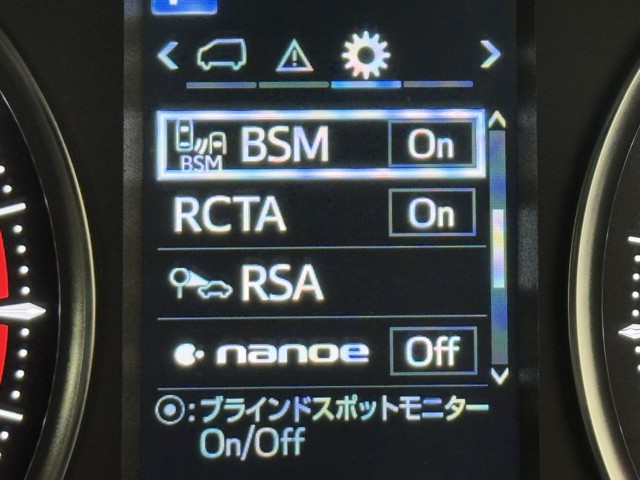 BSM BSM On
RCTA On
RSA
nanoe Off
◉:ブラインドスポットモニター
On/Off